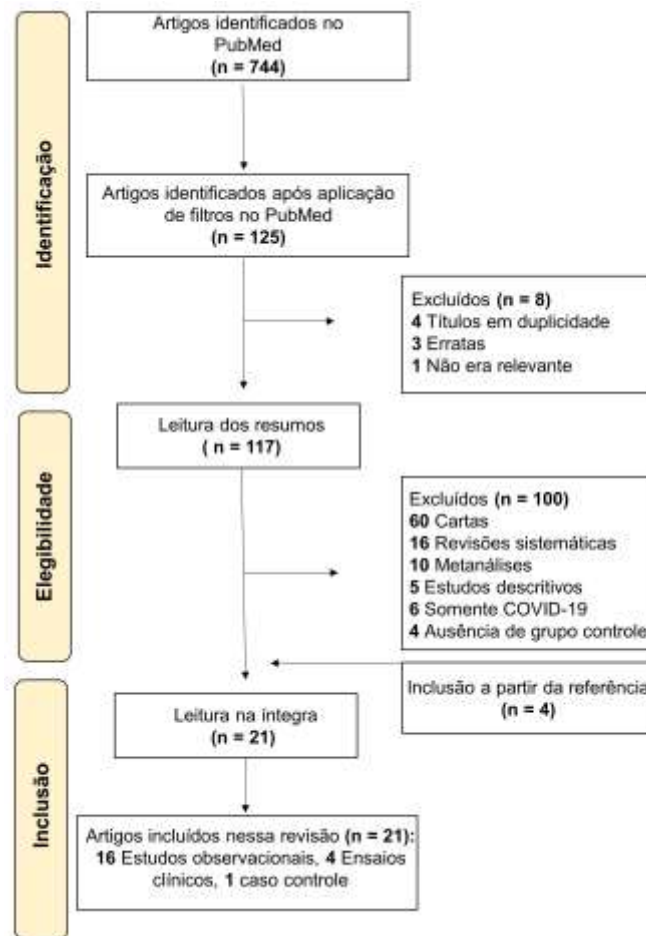 Identificação
Artigos identificados no
PubMed
(n = 744)
Artigos identificados após aplicação
de filtros no PubMed
(n = 125)
Excluídos (n = 8)
4 Títulos em duplicidade
3 Erratas
1 Não era relevante
Elegibilidade
Leitura dos resumos
( n = 117)
Excluídos (n = 100)
60 Cartas
16 Revisões sistemáticas
10 Metanálises
5 Estudos descritivos
6 Somente COVID-19
4 Ausência de grupo controle
Inclusão a partir da referência
(n = 4)
Inclusão
Leitura na íntegra
(n = 21)
Artigos incluídos nessa revisão (n = 21):
16 Estudos observacionais, 4 Ensaios
clínicos, 1 caso controle